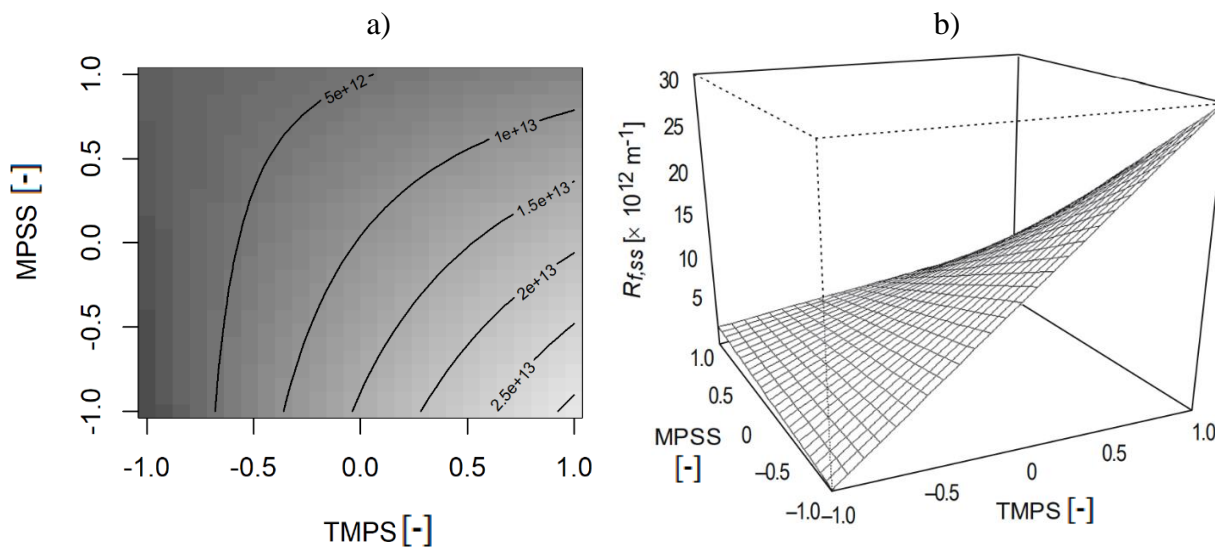 a)
b)
MPSS [-]
1.0
0.5
0.0
-0.5
-1.0
5e+12
1e+13
1.5e+13
2e+13
2.5e+13
-1.0 -0.5 0.0 0.5 1.0
TMPS [-]
Rf,ss [× 10¹² m⁻¹]
30
25
20
15
10
5
1.0
0.5
0
–0.5
–1.0
MPSS
[-]
–1.0
–0.5
0
0.5
1.0
TMPS [-]